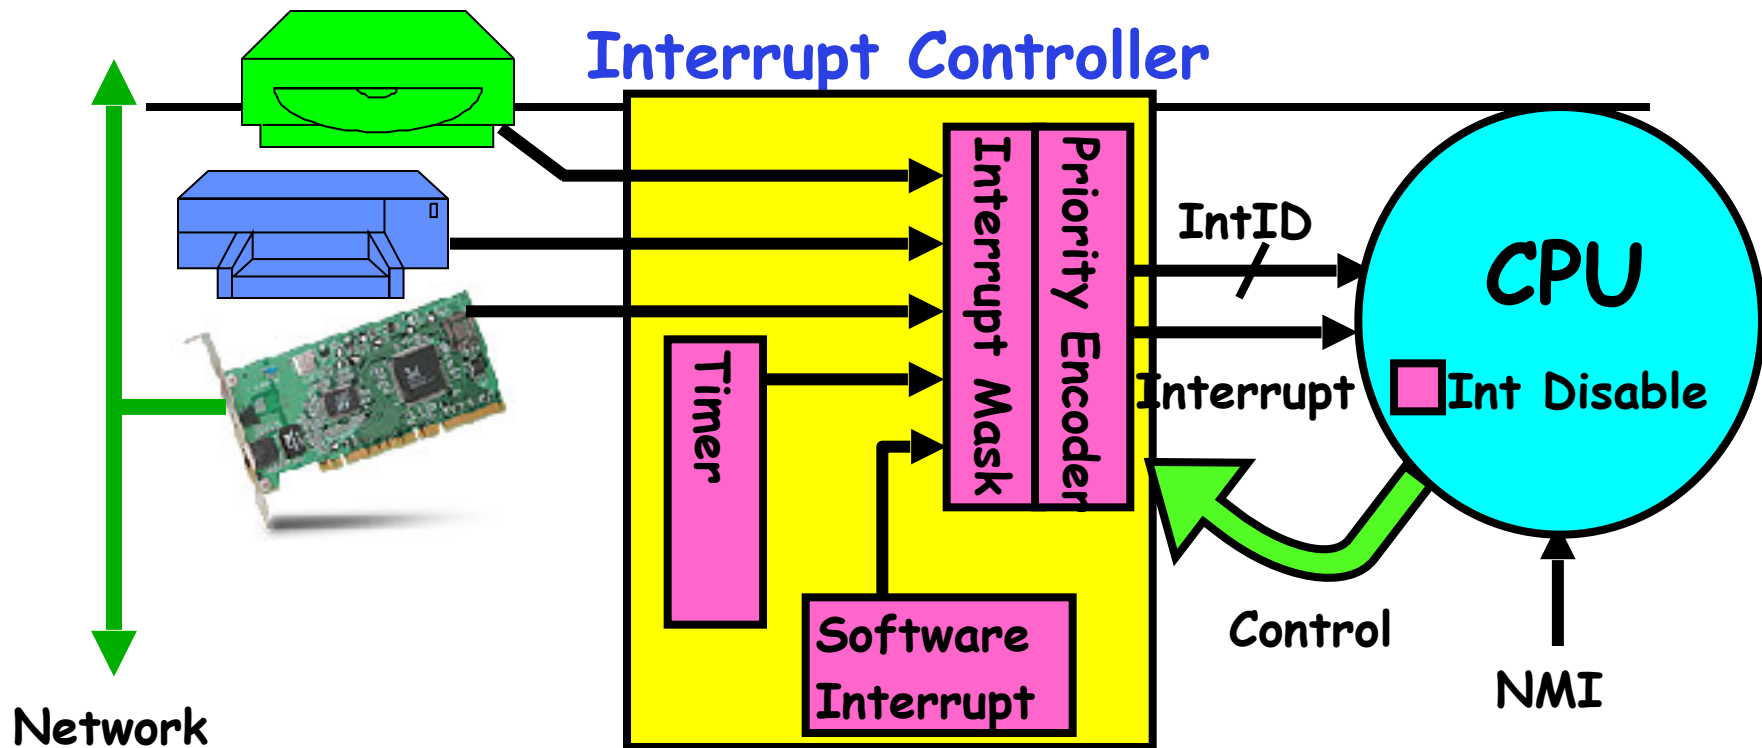 Interrupt Controller
Interrupt Mask
Priority Encoder
IntID
CPU
Timer
Interrupt
Int Disable
Software
Interrupt
Control
NMI
Network